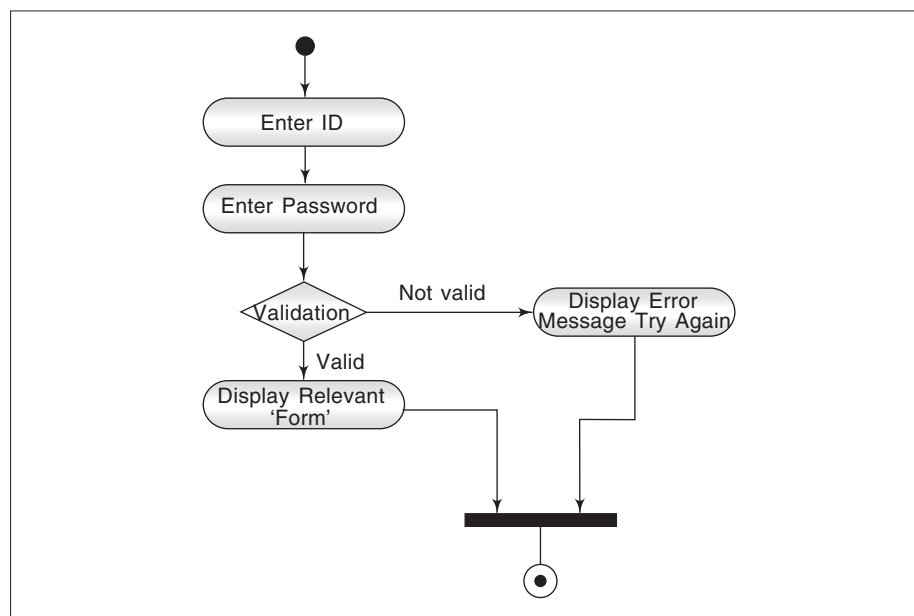 Enter ID
Enter Password
Validation
Not valid
Display Error
Message Try Again
Valid
Display Relevant
‘Form’